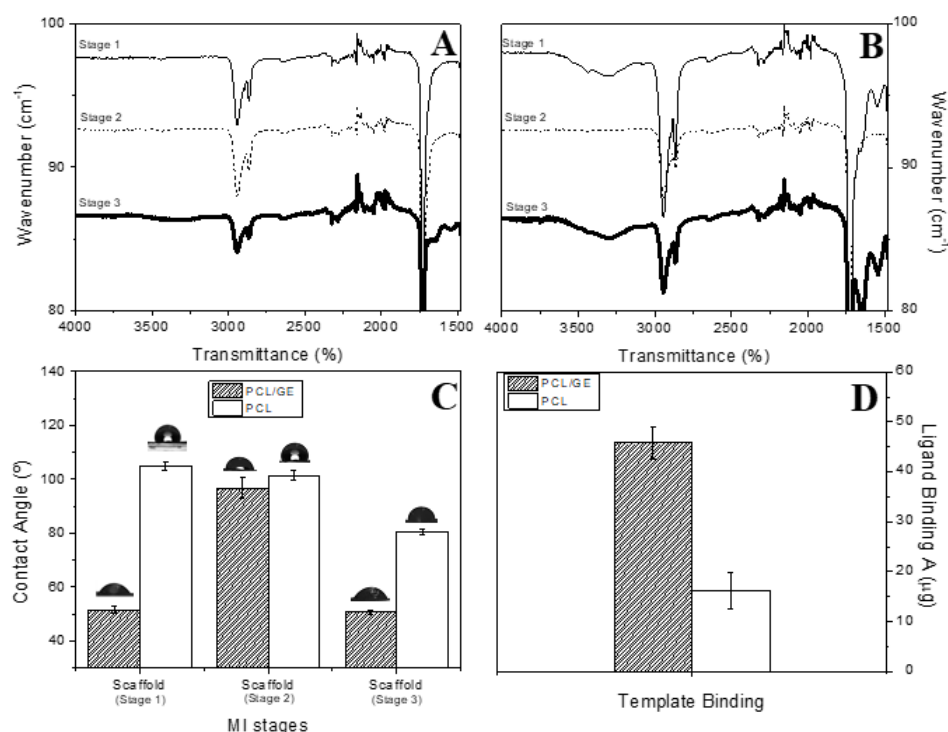 A
Stage 1
Stage 2
Stage 3
100
90
80
Wavenumber (cm-1)
4000 3500 3000 2500 2000 1500
Transmittance (%)
B
Stage 1
Stage 2
Stage 3
100
90
80
Wavenumber (cm-1)
4000 3500 3000 2500 2000 1500
Transmittance (%)
C
PCL/GE
PCL
140
120
100
80
60
40
Contact Angle (º)
Scaffold Scaffold Scaffold
(Stage 1) (Stage 2) (Stage 3)
MI stages
D
PCL/GE
PCL
60
50
40
30
20
10
0
Ligand Binding A (µg)
Template Binding